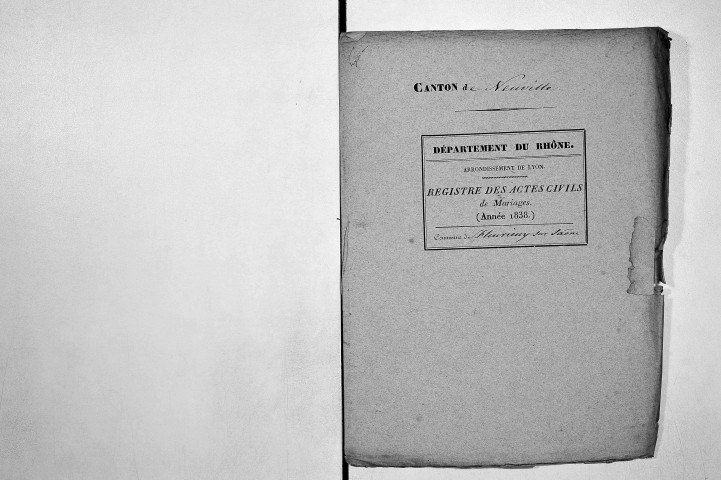 CANTON de Neuville
DÉPARTEMENT DU RHÔNE.
ARRONDISSEMENT DE LYON.
REGISTRE DES ACTES CIVILS
de Mariages.
(Année 1838.)
Commune de Fleurieuy sur Saône